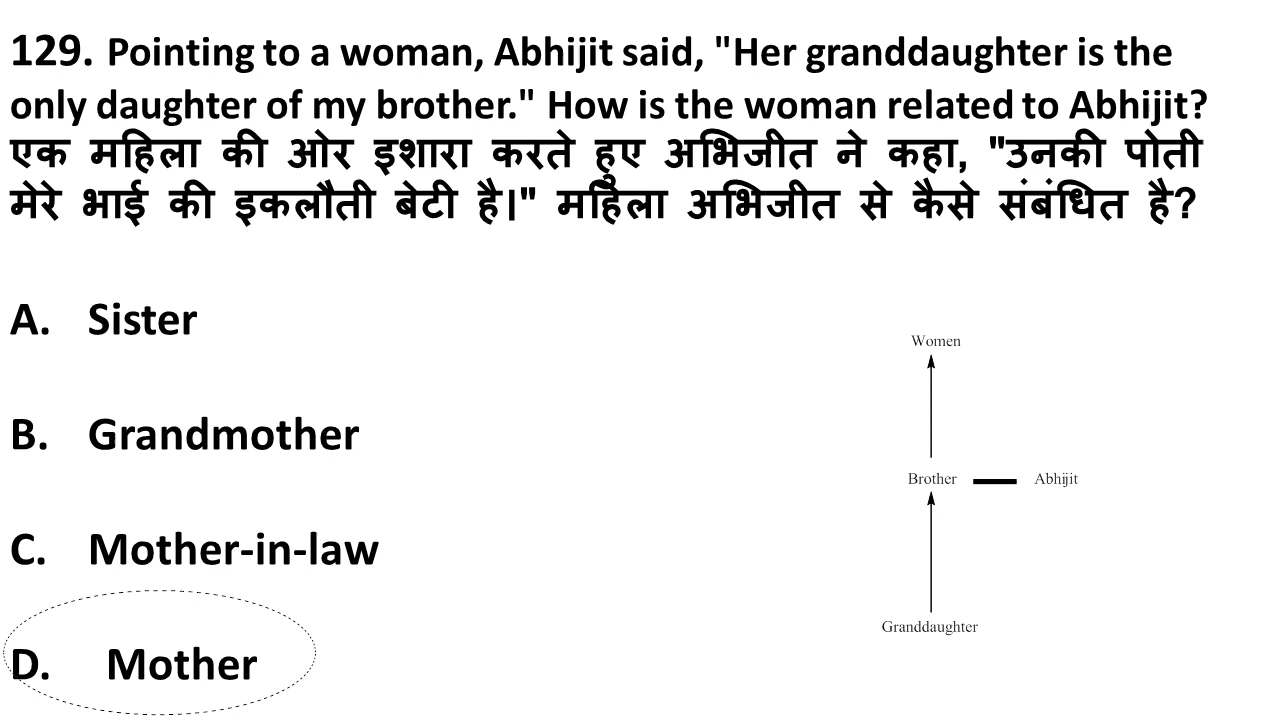 129. Pointing to a woman, Abhijit said, "Her granddaughter is the
only daughter of my brother." How is the woman related to Abhijit?
एक महिला की ओर इशारा करते हुए अभिजीत ने कहा, "उनकी पोती
मेरे भाई की इकलौती बेटी है।" महिला अभिजीत से कैसे संबंधित है?
A. Sister
B. Grandmother
C. Mother-in-law
D. Mother
Women
Brother Abhijit
Granddaughter